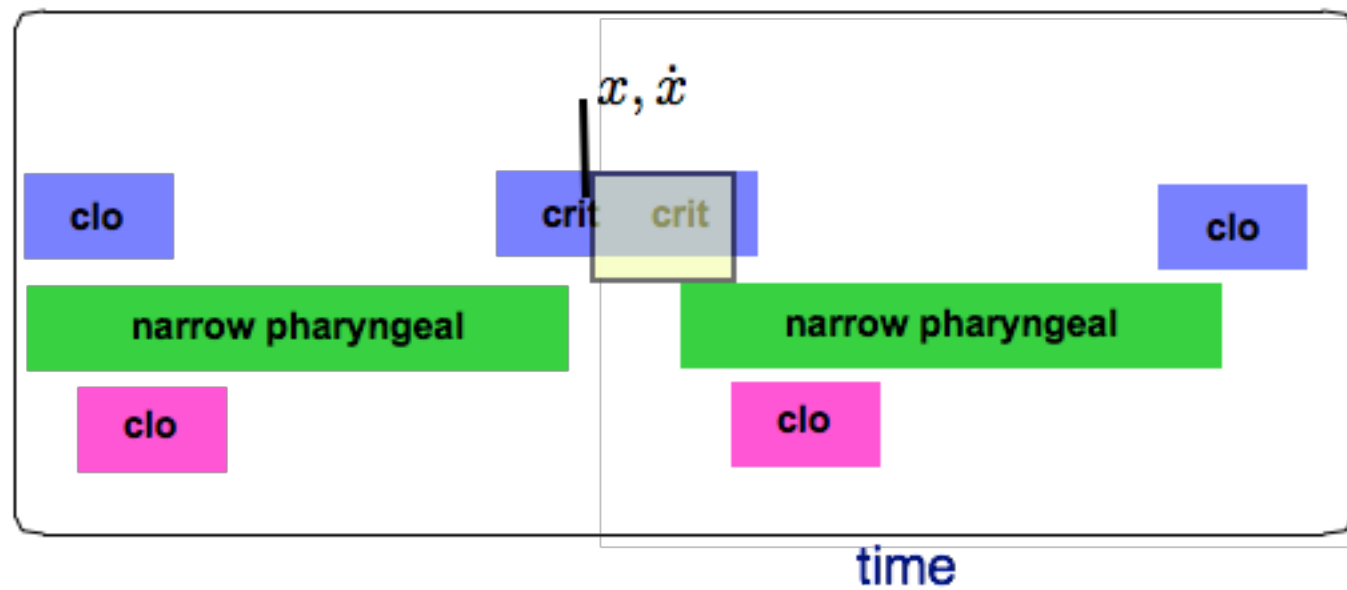 x, ẋ
clo crit crit clo
narrow pharyngeal narrow pharyngeal
clo clo
time